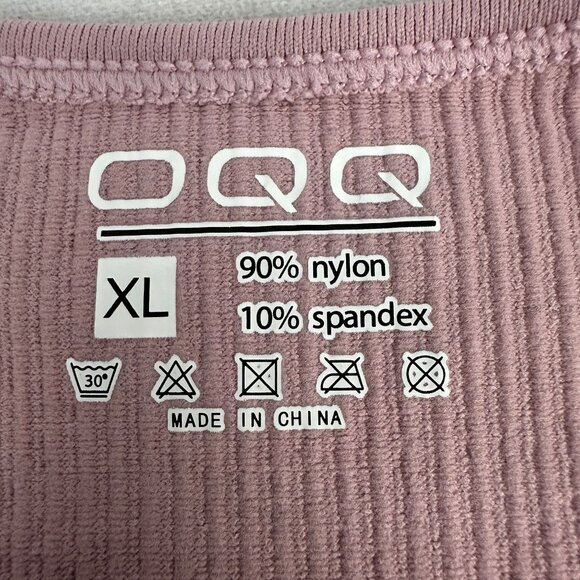 OQQ
XL
90% nylon
10% spandex
30°
MADE IN CHINA